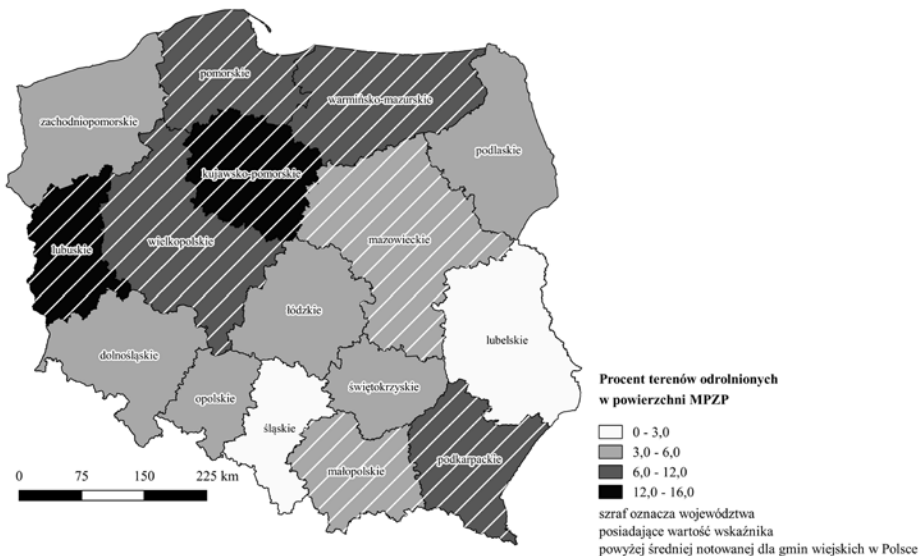 pomorskie
warmińsko-mazurskie
zachodniopomorskie
podlaskie
kujawsko-pomorskie
lubuskie
wielkopolskie
mazowieckie
łódzkie
lubelskie
dolnośląskie
opolskie
świętokrzyskie
śląskie
małopolskie
podkarpackie
0 75 150 225 km
Procent terenów odrolnionych
w powierzchni MPZP
0 - 3,0
3,0 - 6,0
6,0 - 12,0
12,0 - 16,0
szraf oznacza województwa
posiadające wartość wskaźnika
powyżej średniej notowanej dla gmin wiejskich w Polsce